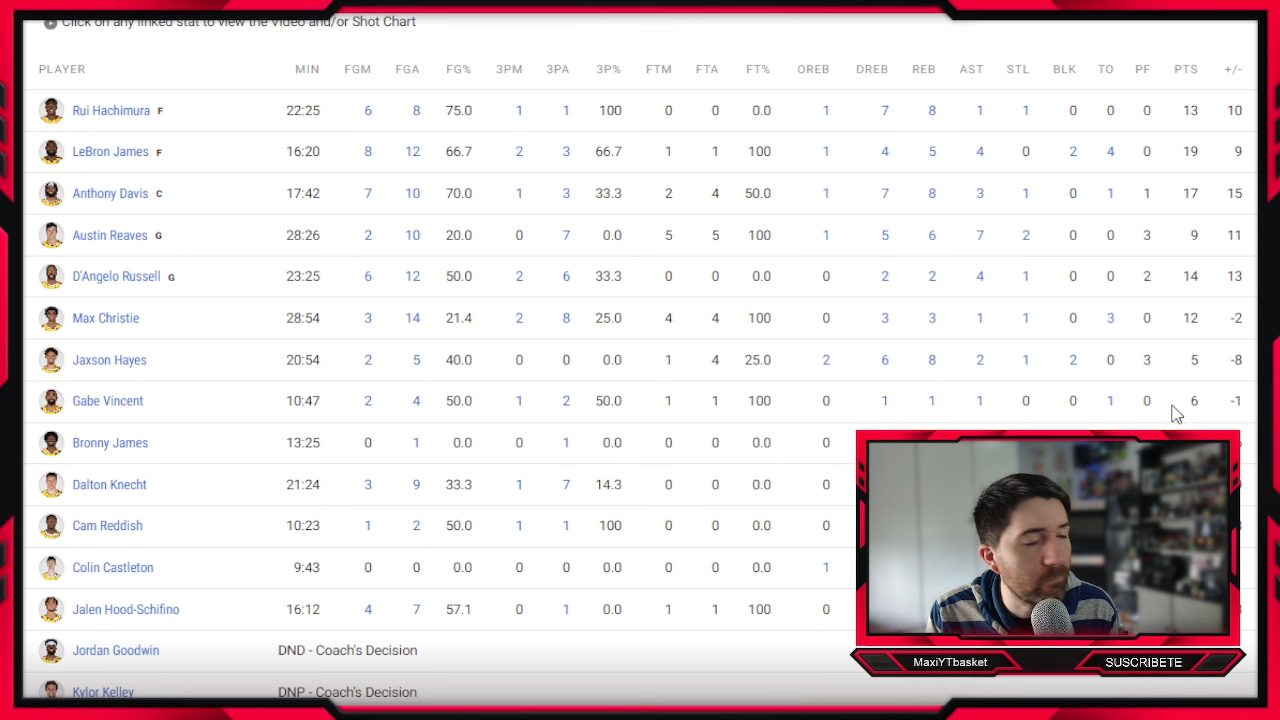 Click on any linked stat to view the Video and/or Shot Chart
PLAYER MIN FGM FGA FG% 3PM 3PA 3P% FTM FTA FT% OREB DREB REB AST STL BLK TO PF PTS +/-
Rui Hachimura F 22:25 6 8 75.0 1 1 100 0 0 0.0 1 7 8 1 1 0 0 0 13 10
LeBron James F 16:20 8 12 66.7 2 3 66.7 1 1 100 1 4 5 4 0 2 4 0 19 9
Anthony Davis C 17:42 7 10 70.0 1 3 33.3 2 4 50.0 1 7 8 3 1 0 1 1 17 15
Austin Reaves G 28:26 2 10 20.0 0 7 0.0 5 5 100 1 5 6 7 2 0 0 3 9 11
D'Angelo Russell G 23:25 6 12 50.0 2 6 33.3 0 0 0.0 0 2 2 4 1 0 0 2 14 13
Max Christie 28:54 3 14 21.4 2 8 25.0 4 4 100 0 3 3 1 1 0 3 0 12 -2
Jaxson Hayes 20:54 2 5 40.0 0 0 0.0 1 4 25.0 2 6 8 2 1 2 0 3 5 -8
Gabe Vincent 10:47 2 4 50.0 1 2 50.0 1 1 100 0 1 1 1 0 0 1 0 6 -1
Bronny James 13:25 0 1 0.0 0 1 0.0 0 0 0.0 0
Dalton Knecht 21:24 3 9 33.3 1 7 14.3 0 0 0.0 0
Cam Reddish 10:23 1 2 50.0 1 1 100 0 0 0.0 0
Colin Castleton 9:43 0 0 0.0 0 0 0.0 0 0 0.0 1
Jalen Hood-Schifino 16:12 4 7 57.1 0 1 0.0 1 1 100 0
Jordan Goodwin DND - Coach's Decision
Kylor Kelley DNP - Coach's Decision
MaxiYTbasket
SUSCRIBETE